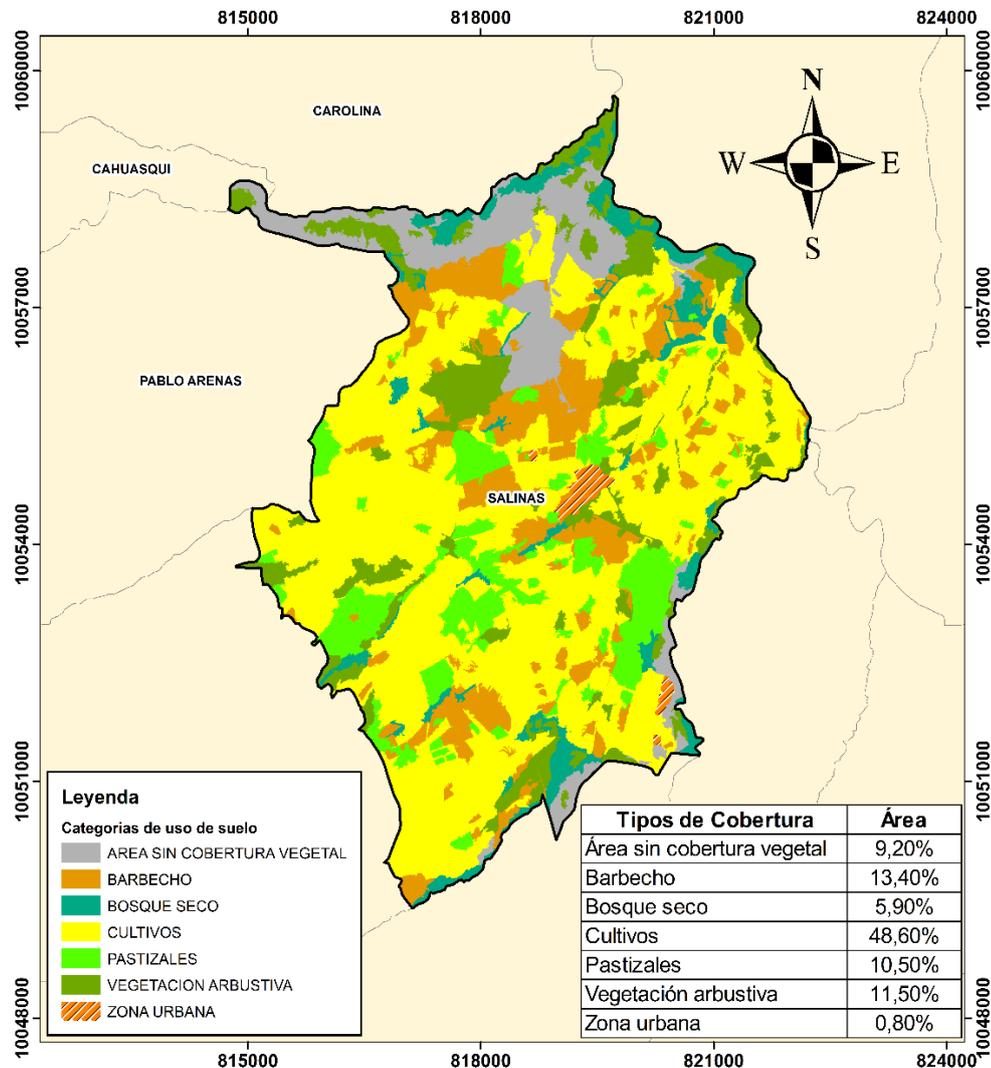 815000 818000 821000 824000
10060000 10060000
N
W E
S
CAROLINA
CAHUASQUI
10057000 10057000
PABLO ARENAS
SALINAS
10054000 10054000
10051000 10051000
Leyenda
Categorias de uso de suelo
AREA SIN COBERTURA VEGETAL
BARBECHO
BOSQUE SECO
CULTIVOS
PASTIZALES
VEGETACION ARBUSTIVA
ZONA URBANA
Tipos de Cobertura Área
Área sin cobertura vegetal 9,20%
Barbecho 13,40%
Bosque seco 5,90%
Cultivos 48,60%
Pastizales 10,50%
Vegetación arbustiva 11,50%
Zona urbana 0,80%
10048000 10048000
815000 818000 821000 824000